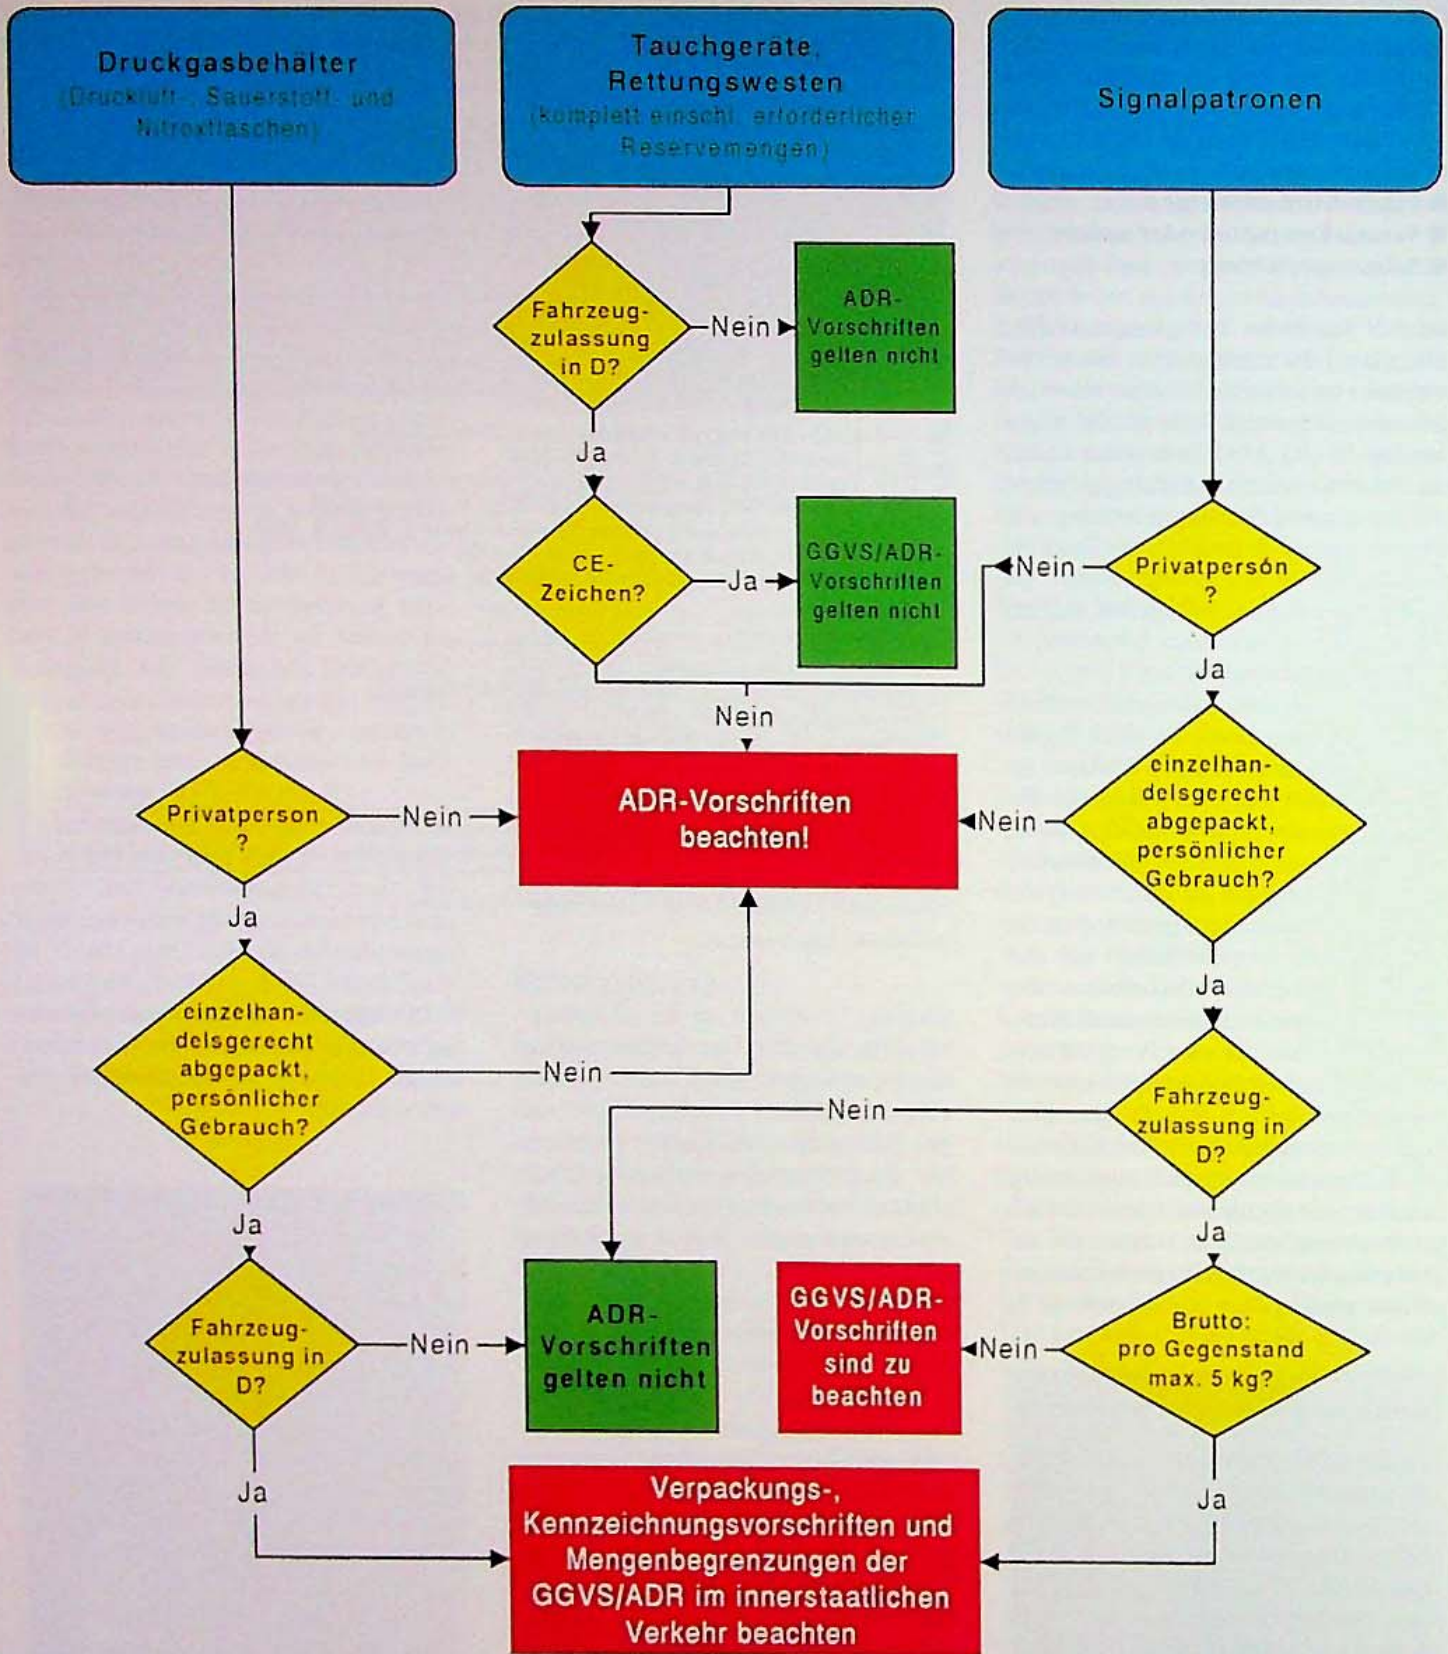 Druckgasbehälter
(Druckluft-, Sauerstoff- und
Nitroxflaschen)
Tauchgeräte,
Rettungswesten
(komplett einschl. erforderlicher
Reservemengen)
Signalpatronen
Fahrzeug-
zulassung
in D?
Nein
ADR-
Vorschriften
gelten nicht
Ja
CE-
Zeichen?
Ja
GGVS/ADR-
Vorschriften
gelten nicht
Nein
Privatperson
?
Ja
Nein
Privatperson
?
Nein
ADR-Vorschriften
beachten!
Nein
einzelhan-
delsgerecht
abgepackt,
persönlicher
Gebrauch?
Ja
Ja
einzelhan-
delsgerecht
abgepackt,
persönlicher
Gebrauch?
Nein
Nein
Fahrzeug-
zulassung in
D?
Ja
Ja
Fahrzeug-
zulassung in
D?
Nein
ADR-
Vorschriften
gelten nicht
GGVS/ADR-
Vorschriften
sind zu
beachten
Nein
Brutto:
pro Gegenstand
max. 5 kg?
Ja
Ja
Verpackungs-,
Kennzeichnungsvorschriften und
Mengenbegrenzungen der
GGVS/ADR im innerstaatlichen
Verkehr beachten